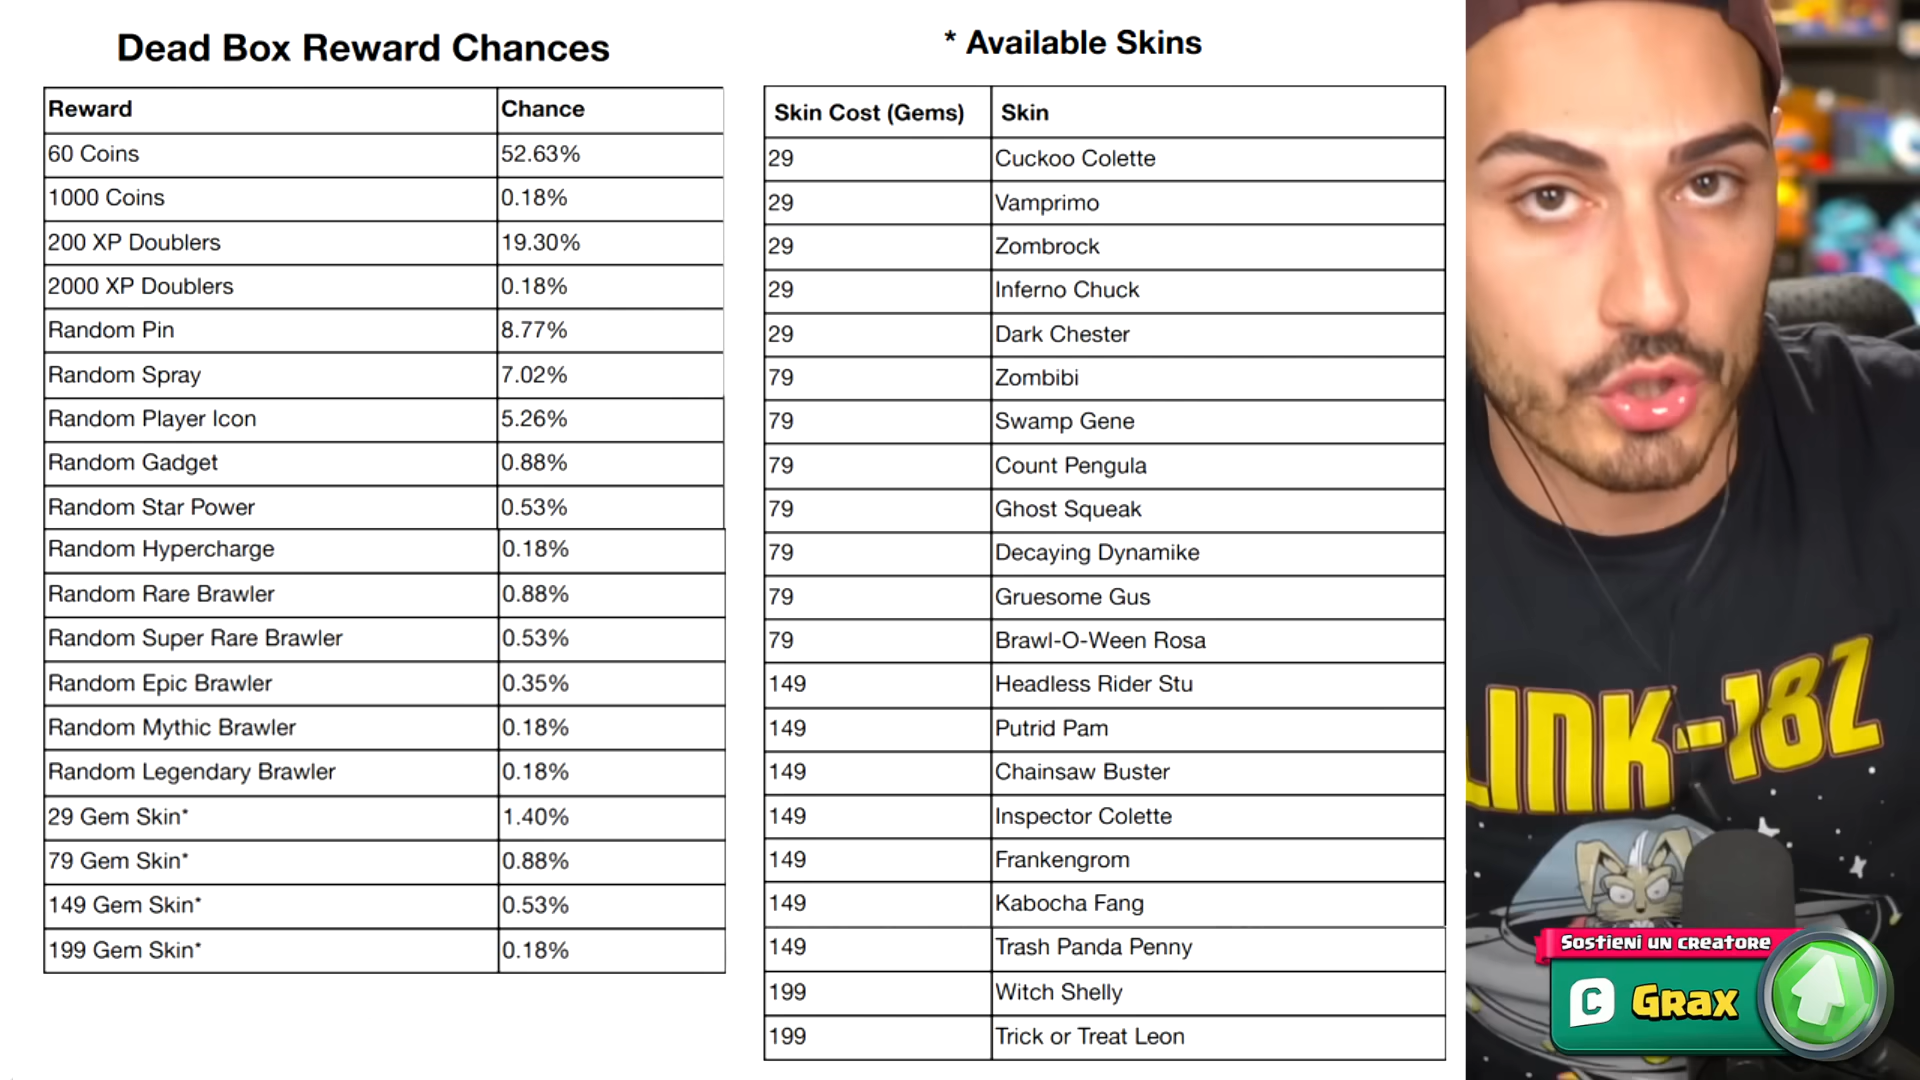 Dead Box Reward Chances
Reward Chance
60 Coins 52.63%
1000 Coins 0.18%
200 XP Doublers 19.30%
2000 XP Doublers 0.18%
Random Pin 8.77%
Random Spray 7.02%
Random Player Icon 5.26%
Random Gadget 0.88%
Random Star Power 0.53%
Random Hypercharge 0.18%
Random Rare Brawler 0.88%
Random Super Rare Brawler 0.53%
Random Epic Brawler 0.35%
Random Mythic Brawler 0.18%
Random Legendary Brawler 0.18%
29 Gem Skin* 1.40%
79 Gem Skin* 0.88%
149 Gem Skin* 0.53%
199 Gem Skin* 0.18%
* Available Skins
Skin Cost (Gems) Skin
29 Cuckoo Colette
29 Vamprimo
29 Zombrock
29 Inferno Chuck
29 Dark Chester
79 Zombibi
79 Swamp Gene
79 Count Pengula
79 Ghost Squeak
79 Decaying Dynamike
79 Gruesome Gus
79 Brawl-O-Ween Rosa
149 Headless Rider Stu
149 Putrid Pam
149 Chainsaw Buster
149 Inspector Colette
149 Frankengrom
149 Kabocha Fang
149 Trash Panda Penny
199 Witch Shelly
199 Trick or Treat Leon
LINK-182
Sostieni un creatore
C Grax